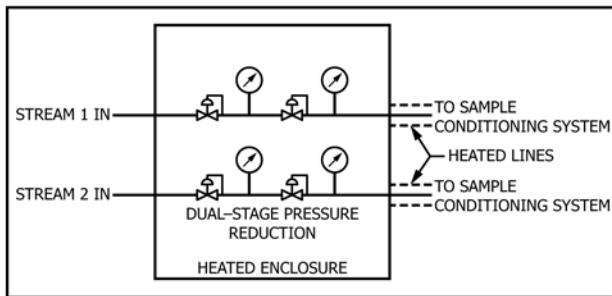 STREAM 1 IN
TO SAMPLE
CONDITIONING SYSTEM
HEATED LINES
STREAM 2 IN
TO SAMPLE
CONDITIONING SYSTEM
DUAL–STAGE PRESSURE
REDUCTION
HEATED ENCLOSURE